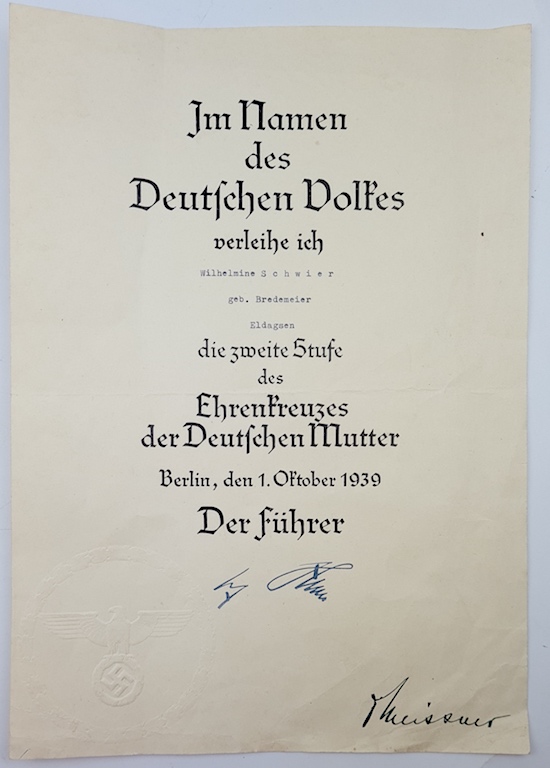 Im Namen
des
Deutschen Volkes
verleihe ich
Wilhelmine S c h w i e r
geb. Bredemeier
Eldagsen
die zweite Stufe
des
Ehrenkreuzes
der Deutschen Mutter
Berlin, den 1. Oktober 1939
Der Führer
Meissner